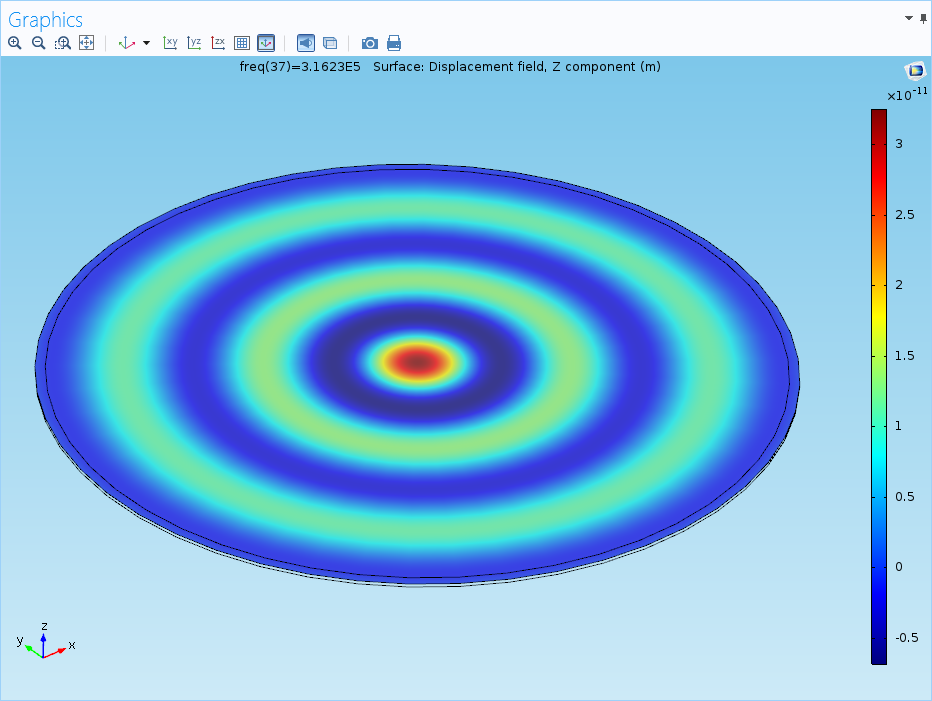 Graphics
xy yz zx
freq(37)=3.1623E5 Surface: Displacement field, Z component (m)
×10⁻¹¹
3
2.5
2
1.5
1
0.5
0
-0.5
z
y
x